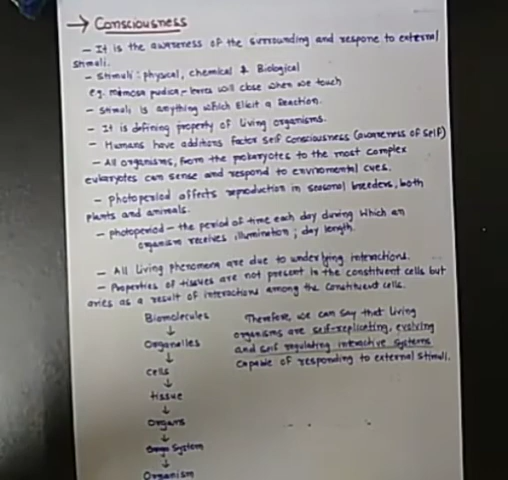 → Consciousness
- It is the awareness of the surrounding and respone to external
stimuli.
- Stimuli: physical, chemical & Biological
e.g. mimosa pudica - leaves will close when we touch
- Stimuli is anything which Elicit a Reaction.
- It is defining property of living organisms.
- Humans have additions factor self consciousness (awareness of self)
- All organisms, from the prokaryotes to the most complex
eukaryotes can sense and respond to enviromental cues.
- photoperiod affects reproduction in seasonal breeders, both
plants and animals.
- photoperiod - the period of time each day during which an
organism receives illumination; day length.
- All living phenomena are due to underlying interactions.
- Properties of tissues are not present in the constituent cells but
aries as a result of interactions among the constituent cells.
Biomolecules
↓
Organelles
↓
cells
↓
tissue
↓
organs
↓
System
↓
Organism
Therefore, we can say that living
organisms are self-replicating, evolving
and self regulating interactive systems
capable of responding to external stimuli.